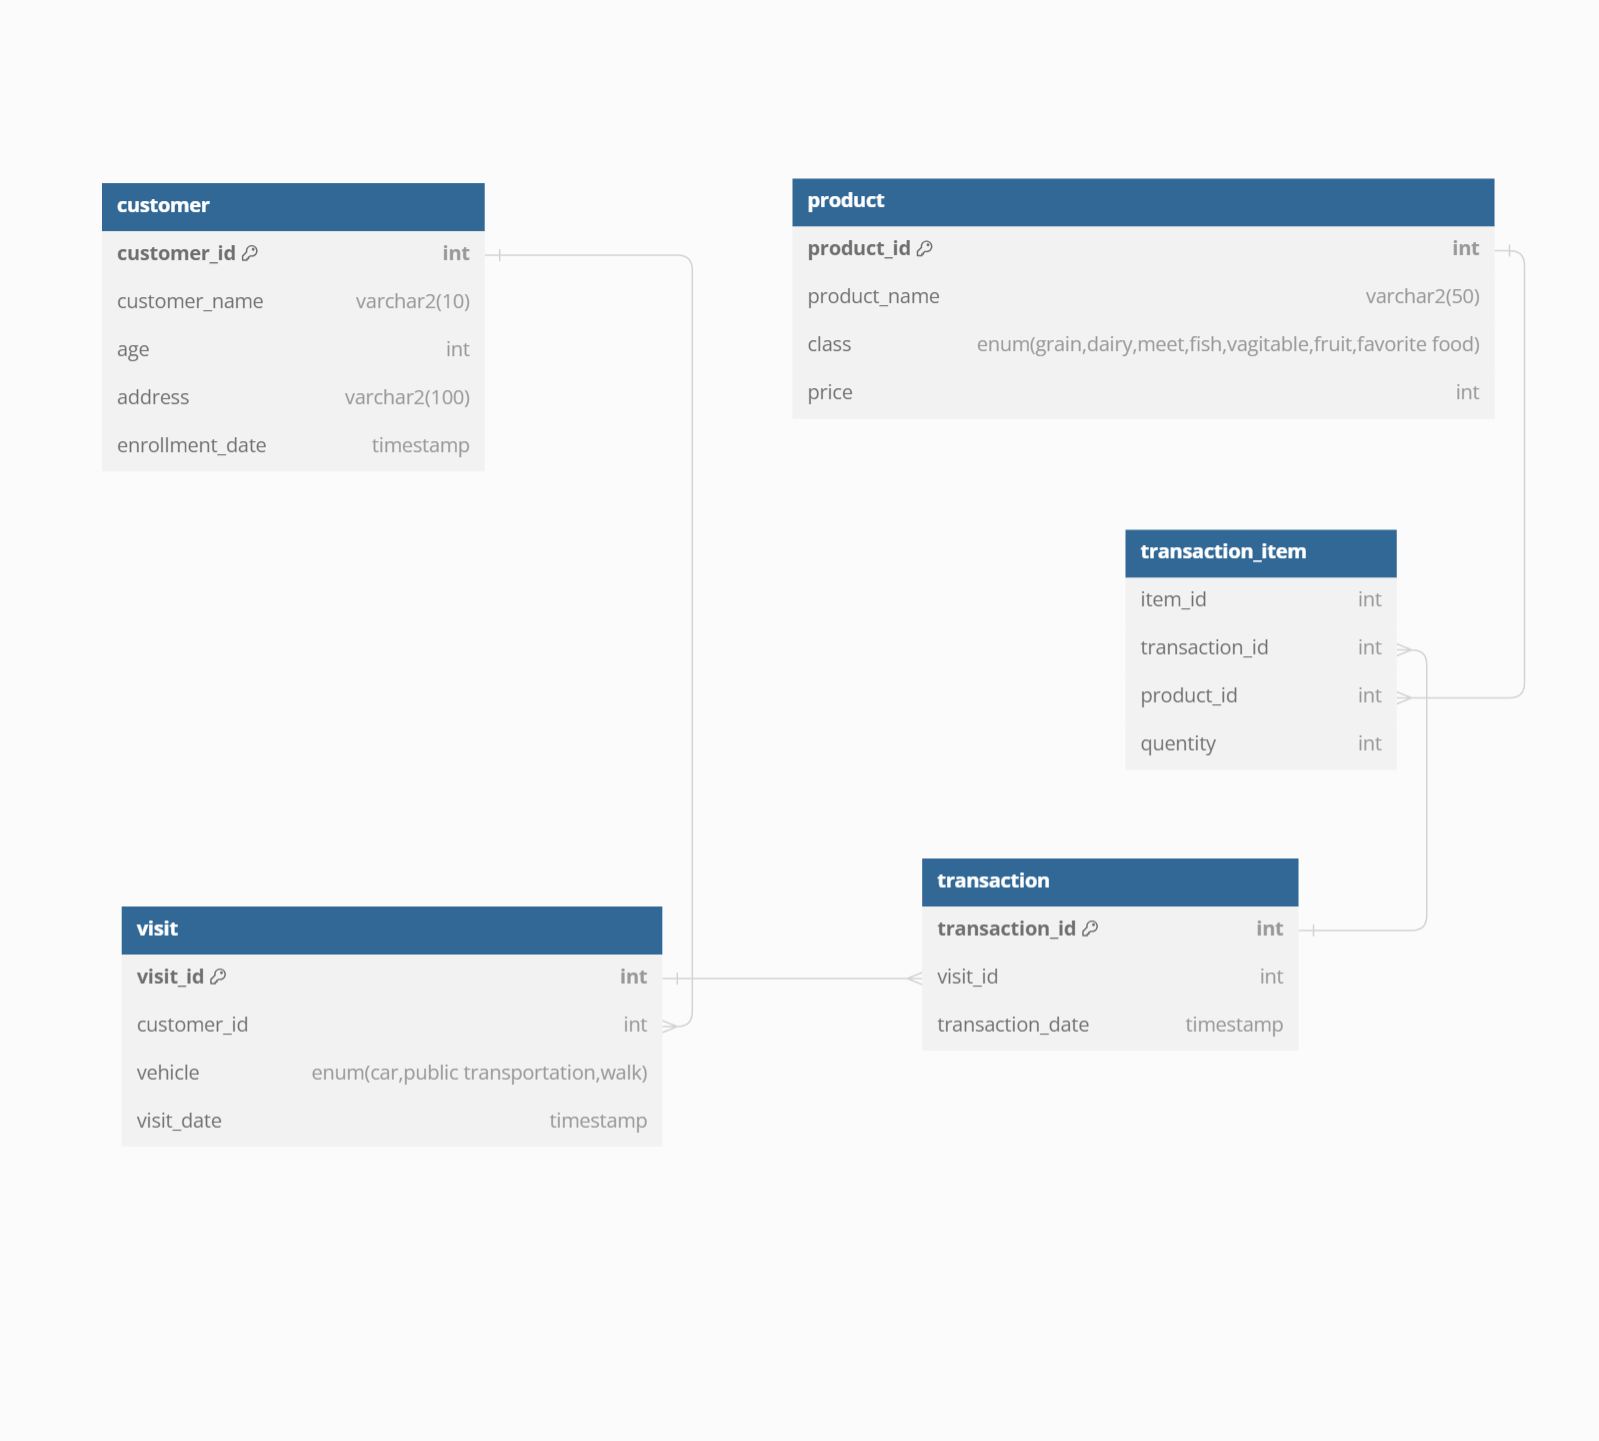 customer
customer_id int
customer_name varchar2(10)
age int
address varchar2(100)
enrollment_date timestamp
product
product_id int
product_name varchar2(50)
class enum(grain,dairy,meet,fish,vagitable,fruit,favorite food)
price int
transaction_item
item_id int
transaction_id int
product_id int
quentity int
visit
visit_id int
customer_id int
vehicle enum(car,public transportation,walk)
visit_date timestamp
transaction
transaction_id int
visit_id int
transaction_date timestamp